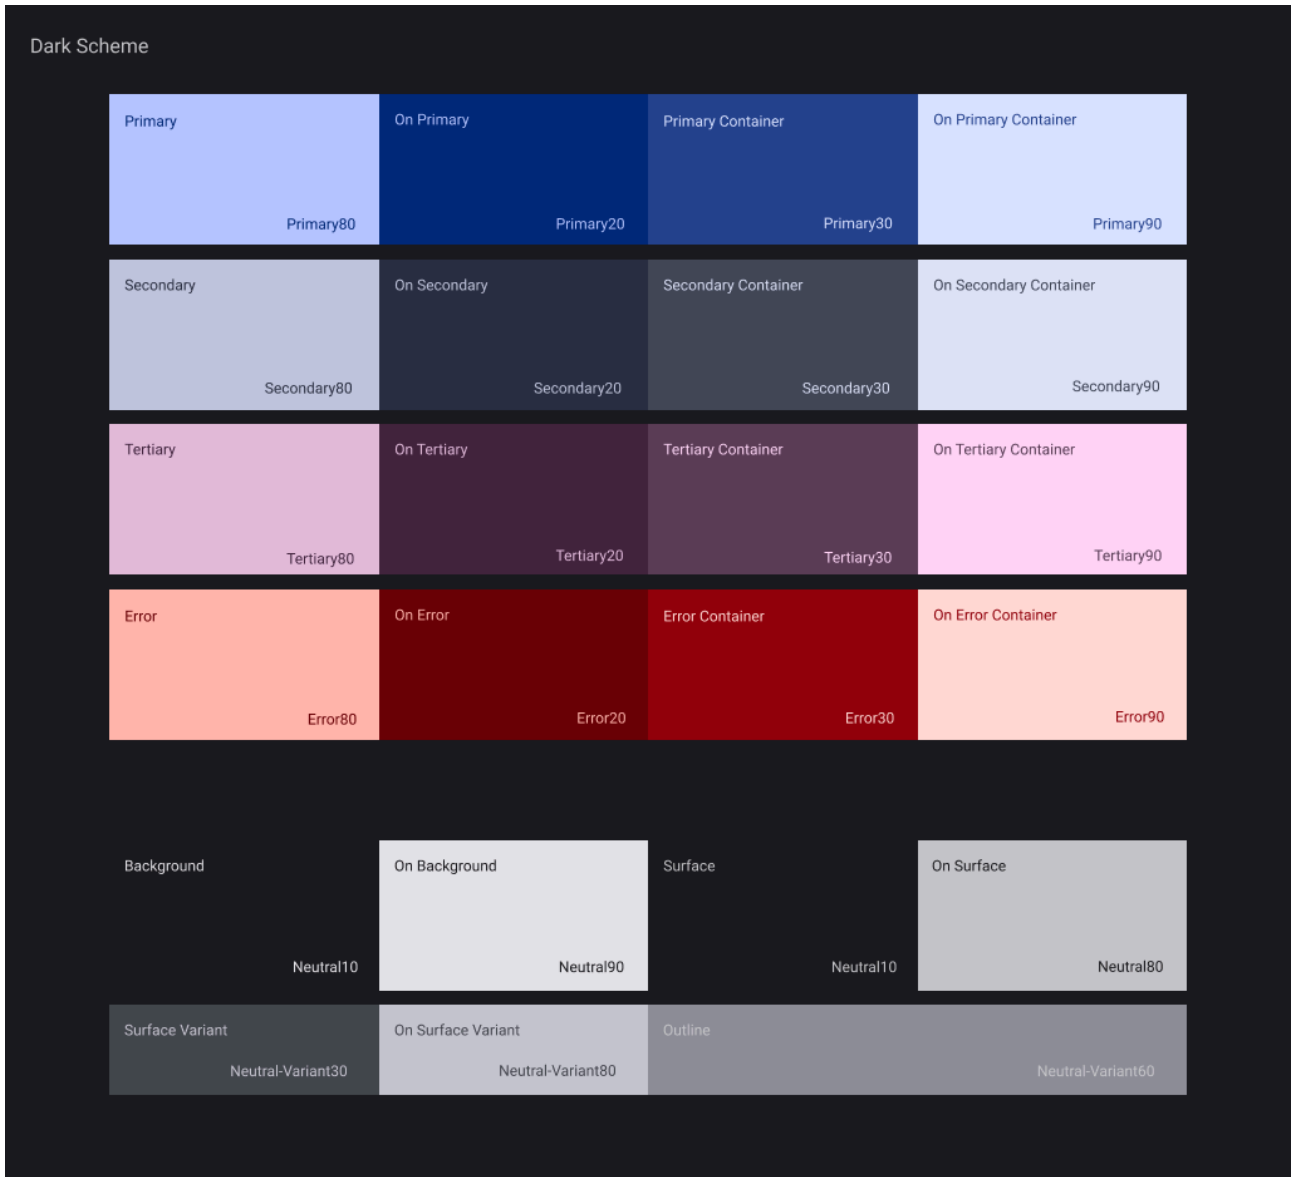 Dark Scheme
Primary
On Primary
Primary Container
On Primary Container
Primary80
Primary20
Primary30
Primary90
Secondary
On Secondary
Secondary Container
On Secondary Container
Secondary80
Secondary20
Secondary30
Secondary90
Tertiary
On Tertiary
Tertiary Container
On Tertiary Container
Tertiary80
Tertiary20
Tertiary30
Tertiary90
Error
On Error
Error Container
On Error Container
Error80
Error20
Error30
Error90
Background
On Background
Surface
On Surface
Neutral10
Neutral90
Neutral10
Neutral80
Surface Variant
On Surface Variant
Outline
Neutral-Variant30
Neutral-Variant80
Neutral-Variant60